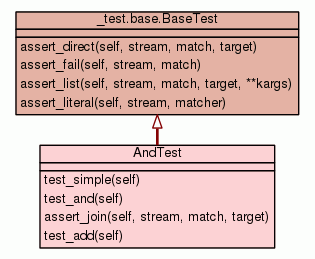 _test.base.BaseTest
assert_direct(self, stream, match, target)
assert_fail(self, stream, match)
assert_list(self, stream, match, target, **kargs)
assert_literal(self, stream, matcher)
AndTest
test_simple(self)
test_and(self)
assert_join(self, stream, match, target)
test_add(self)